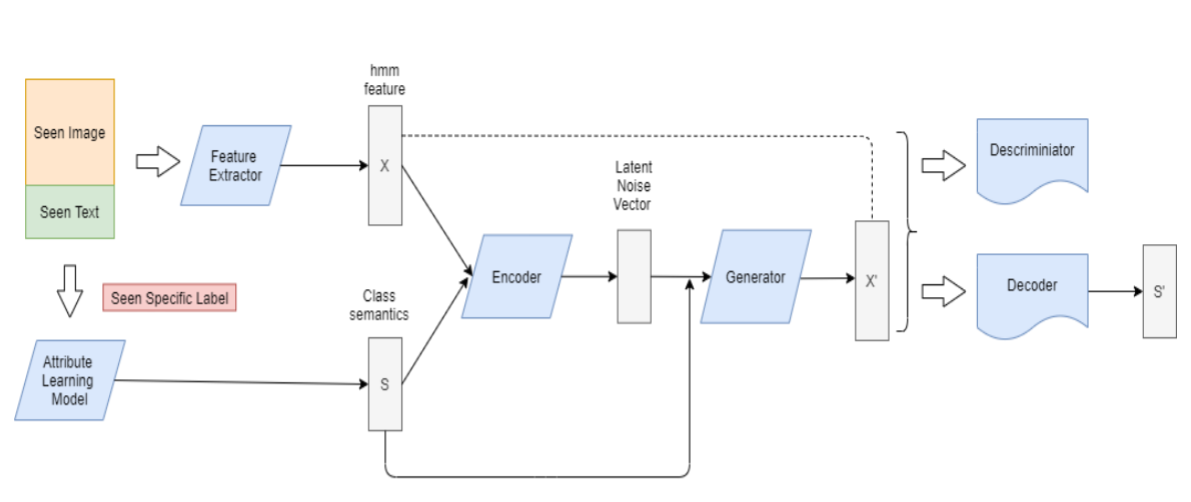 hmm
feature
Seen Image
Feature
Extractor
X
Descriminiator
Latent
Noise
Vector
Seen Text
Encoder
Generator
X'
Decoder
S'
Seen Specific Label
Class
semantics
Attribute
Learning
Model
S